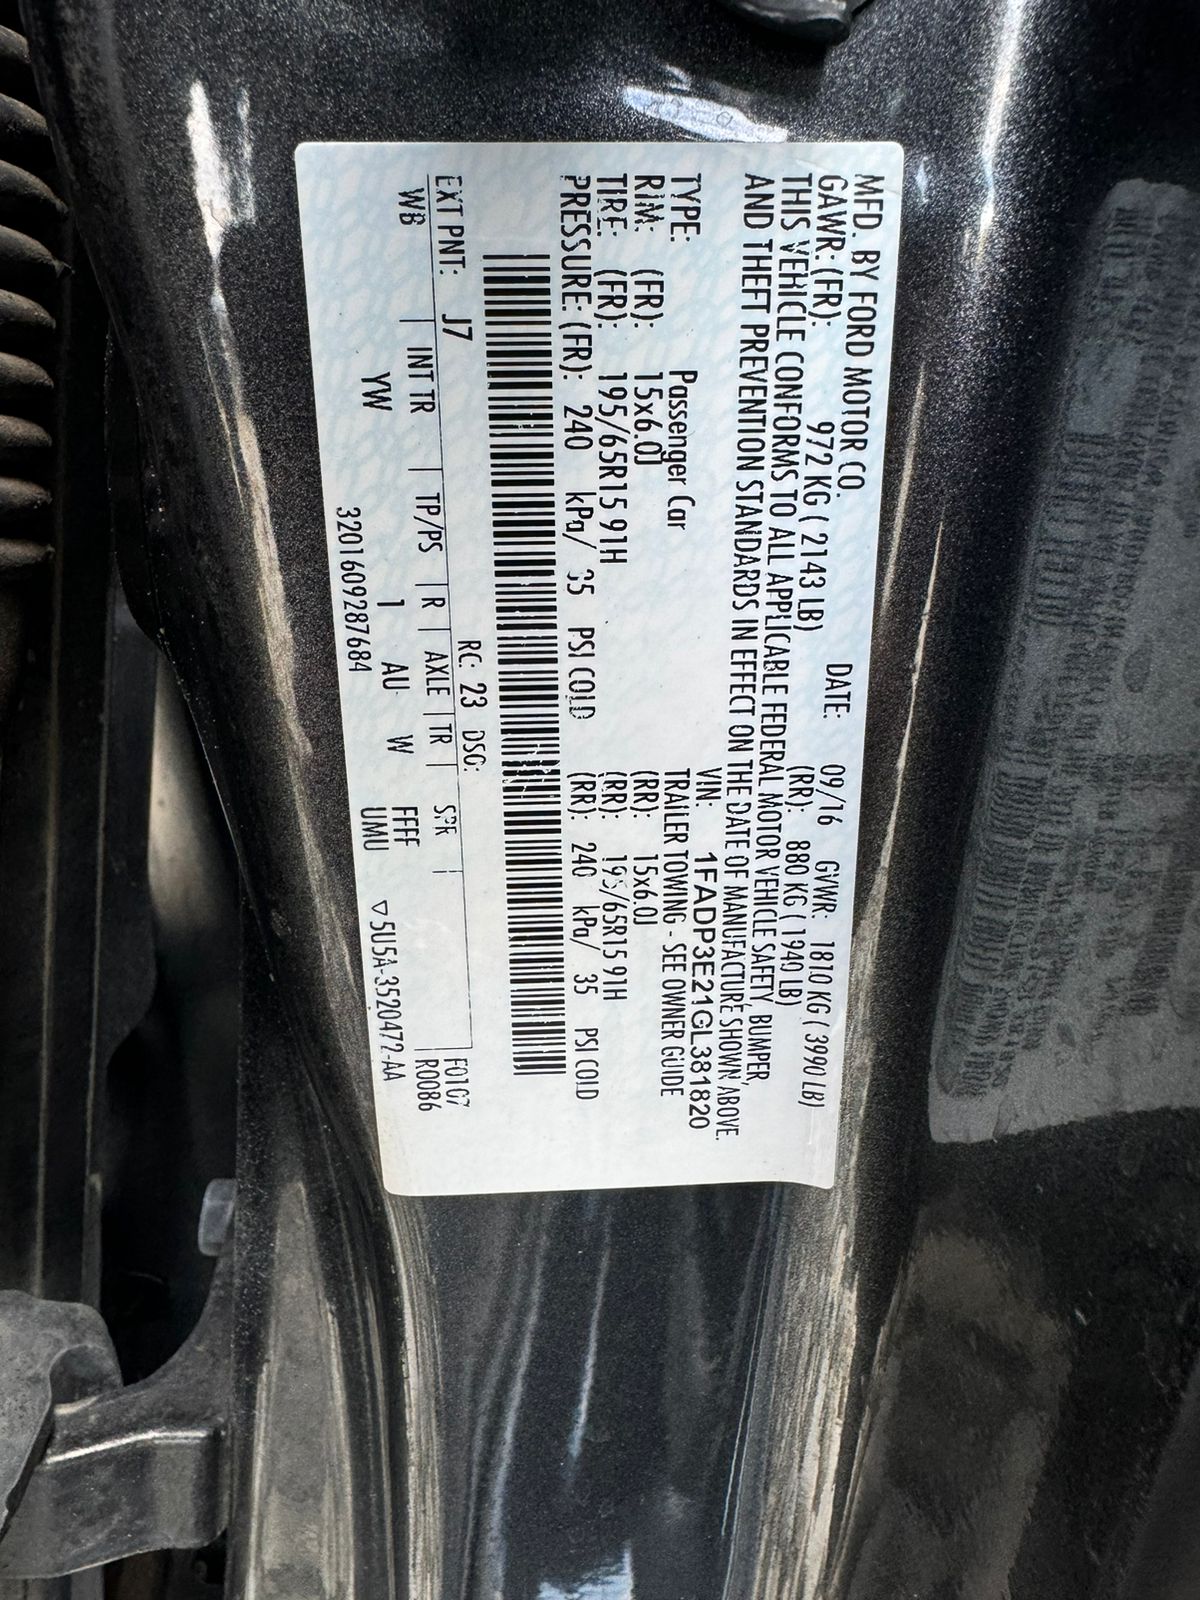 MFD. BY FORD MOTOR CO.
DATE: 09/16 GVWR: 1810 KG ( 3990 LB)
GAWR: (FR): 972 KG ( 2143 LB) (RR): 880 KG ( 1940 LB)
THIS VEHICLE CONFORMS TO ALL APPLICABLE FEDERAL MOTOR VEHICLE SAFETY, BUMPER,
AND THEFT PREVENTION STANDARDS IN EFFECT ON THE DATE OF MANUFACTURE SHOWN ABOVE.
VIN: 1FADP3E21GL381820
TYPE: Passenger Car TRAILER TOWING - SEE OWNER GUIDE
RIM: (FR): 15x6.0J (RR): 15x6.0J
TIRE: (FR): 195/65R15 91H (RR): 195/65R15 91H
PRESSURE: (FR): 240 kPa/ 35 PSI COLD (RR): 240 kPa/ 35 PSI COLD
RC: 23 DSO: F01C7
EXT PNT: J7 R0086
WB INT TR TP/PS R AXLE TR SPR
YW 1 AU W FFFF
UMU
3201609287684 ▽5U5A-3520472-AA